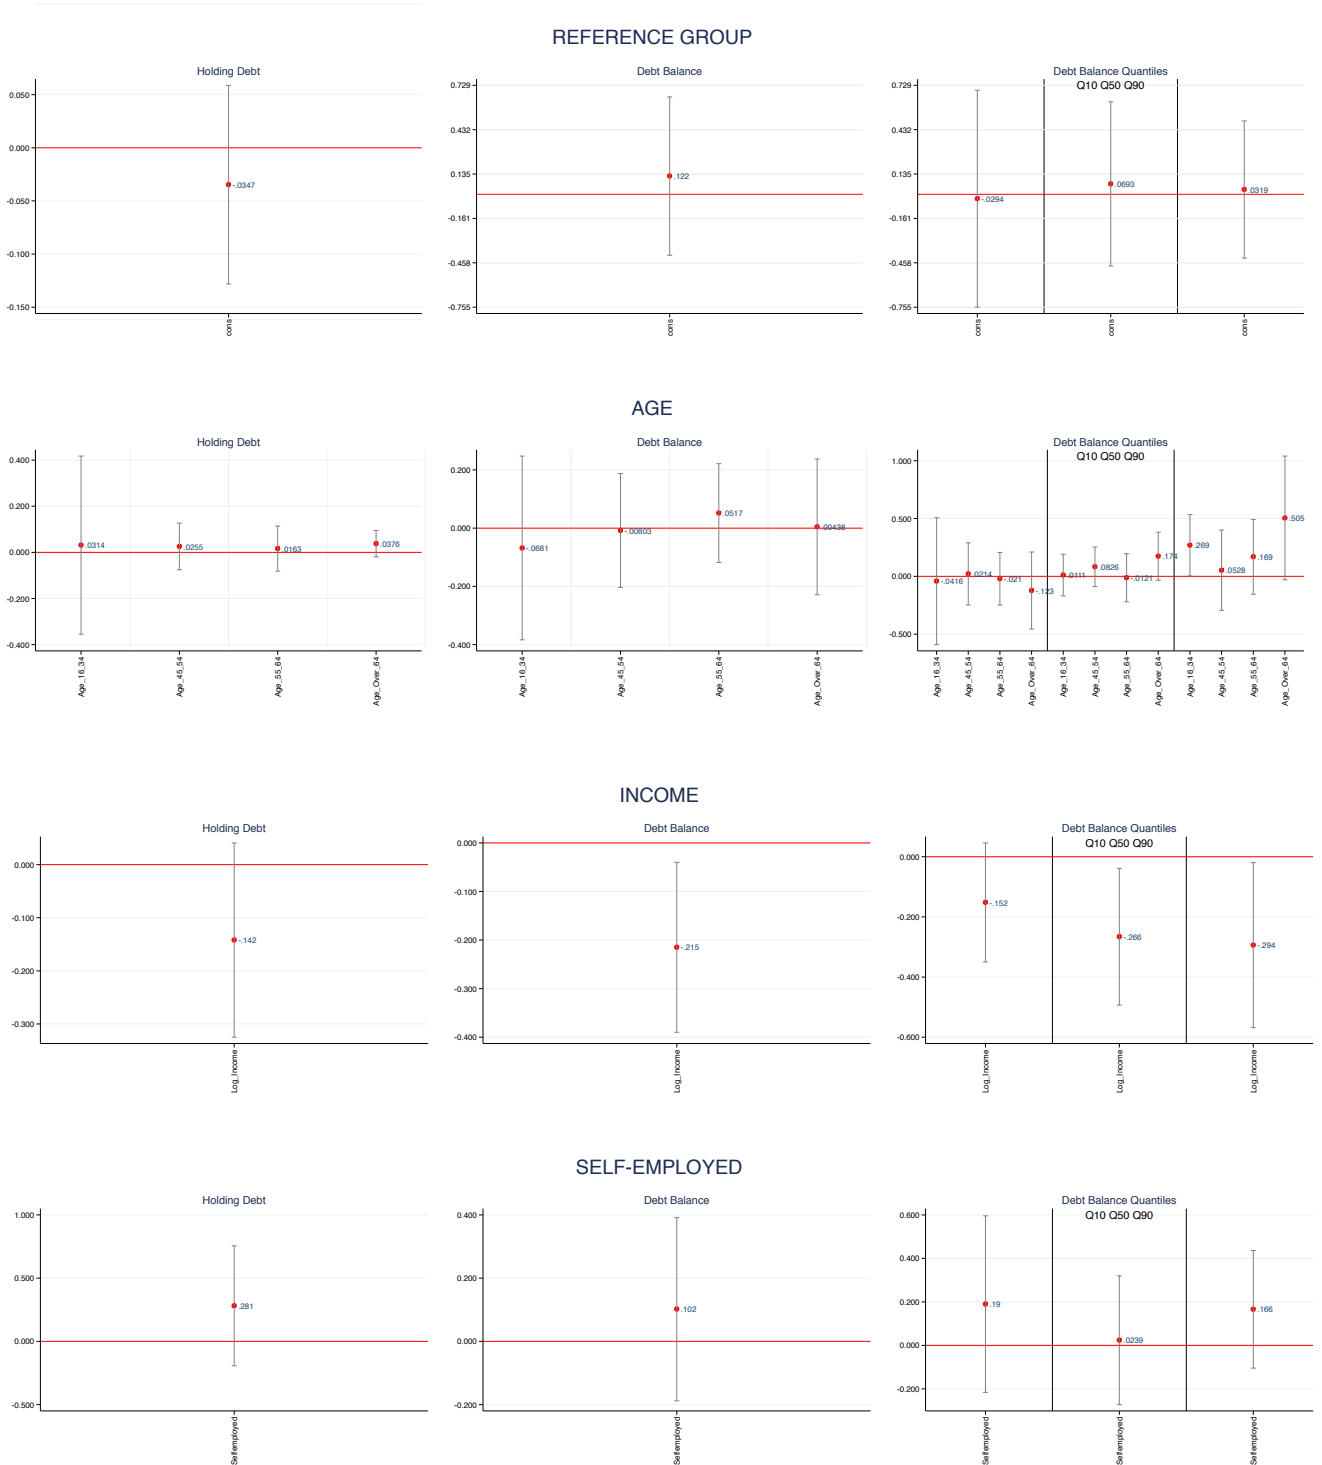 REFERENCE GROUP
Holding Debt
0.050
0.000
-0.050
-0.100
-0.150
-.0347
cons
Debt Balance
0.729
0.432
0.135
-0.161
-0.458
-0.755
.122
cons
Debt Balance Quantiles
Q10 Q50 Q90
0.729
0.432
0.135
-0.161
-0.458
-0.755
-.0294
.0693
.0319
cons
cons
cons
AGE
Holding Debt
0.400
0.200
0.000
-0.200
-0.400
.0314
.0255
.0163
.0376
Age_16_34
Age_45_54
Age_55_64
Age_Over_64
Debt Balance
0.200
0.000
-0.200
-0.400
-.0681
-.00803
.0517
.00438
Age_16_34
Age_45_54
Age_55_64
Age_Over_64
Debt Balance Quantiles
Q10 Q50 Q90
1.000
0.500
0.000
-0.500
-.0416
.0214
-.021
-.123
.0111
.0826
-.0121
.174
.269
.0528
.169
.505
Age_16_34
Age_45_54
Age_55_64
Age_Over_64
Age_16_34
Age_45_54
Age_55_64
Age_Over_64
Age_16_34
Age_45_54
Age_55_64
Age_Over_64
INCOME
Holding Debt
0.000
-0.100
-0.200
-0.300
-.142
Log_Income
Debt Balance
0.000
-0.100
-0.200
-0.300
-0.400
-.215
Log_Income
Debt Balance Quantiles
Q10 Q50 Q90
0.000
-0.200
-0.400
-0.600
-.152
-.266
-.294
Log_Income
Log_Income
Log_Income
SELF-EMPLOYED
Holding Debt
1.000
0.500
0.000
-0.500
.281
Selfemployed
Debt Balance
0.400
0.200
0.000
-0.200
.102
Selfemployed
Debt Balance Quantiles
Q10 Q50 Q90
0.600
0.400
0.200
0.000
-0.200
.19
.0239
.166
Selfemployed
Selfemployed
Selfemployed